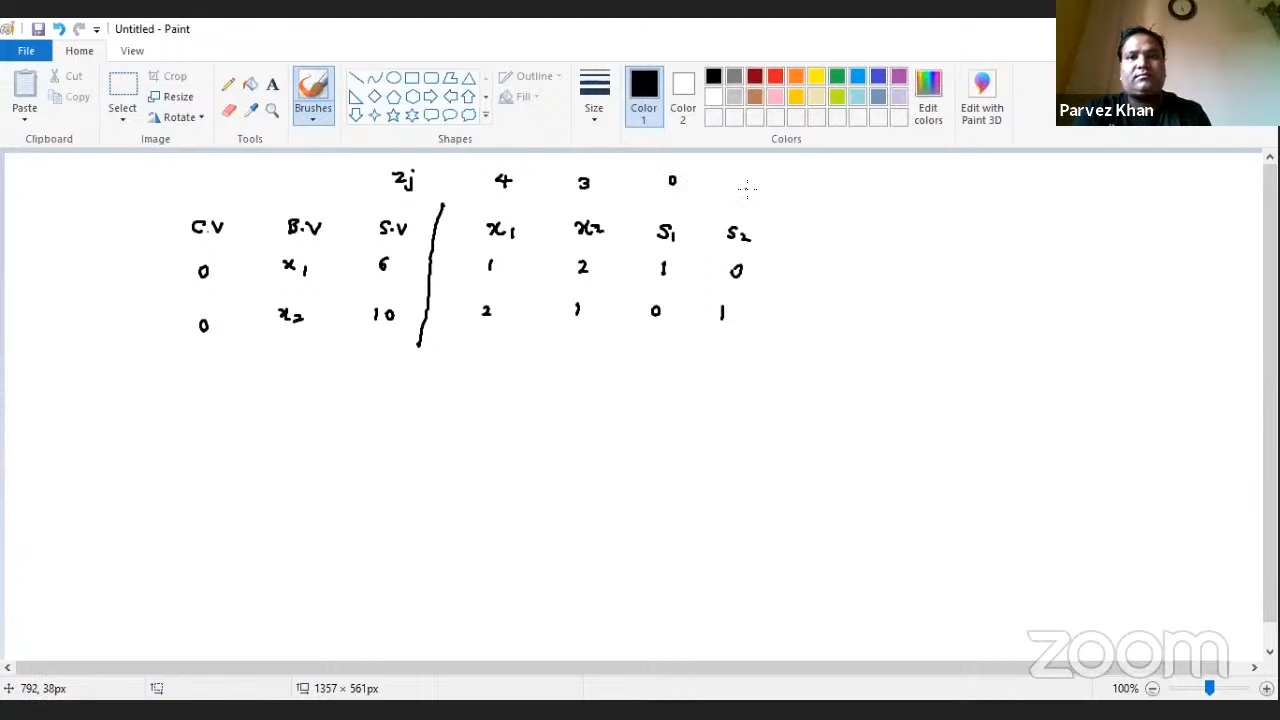 Untitled - Paint
File Home View
Cut
Copy
Paste
Crop
Resize
Rotate
Select
Brushes
Outline
Fill
Size
Color 1
Color 2
Edit colors
Edit with Paint 3D
Clipboard Image Tools Shapes Colors
Parvez Khan
Zj 4 3 0
C.V B.V S.V x1 x2 S1 S2
0 x1 6 1 2 1 0
0 x2 10 2 1 0 1
zoom
792, 38px 1357 × 561px 100%